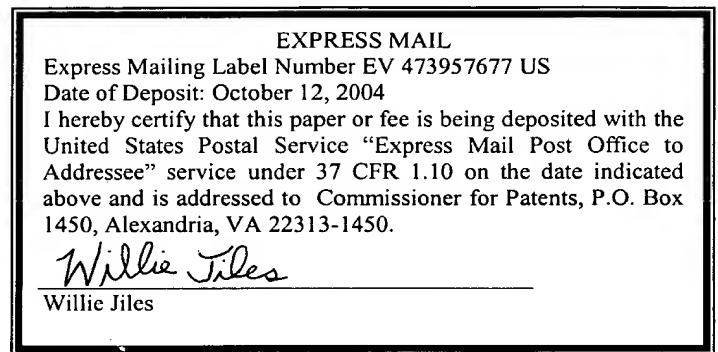 EXPRESS MAIL
Express Mailing Label Number EV 473957677 US
Date of Deposit: October 12, 2004
I hereby certify that this paper or fee is being deposited with the
United States Postal Service “Express Mail Post Office to
Addressee” service under 37 CFR 1.10 on the date indicated
above and is addressed to Commissioner for Patents, P.O. Box
1450, Alexandria, VA 22313-1450.
Willie Jiles
Willie Jiles